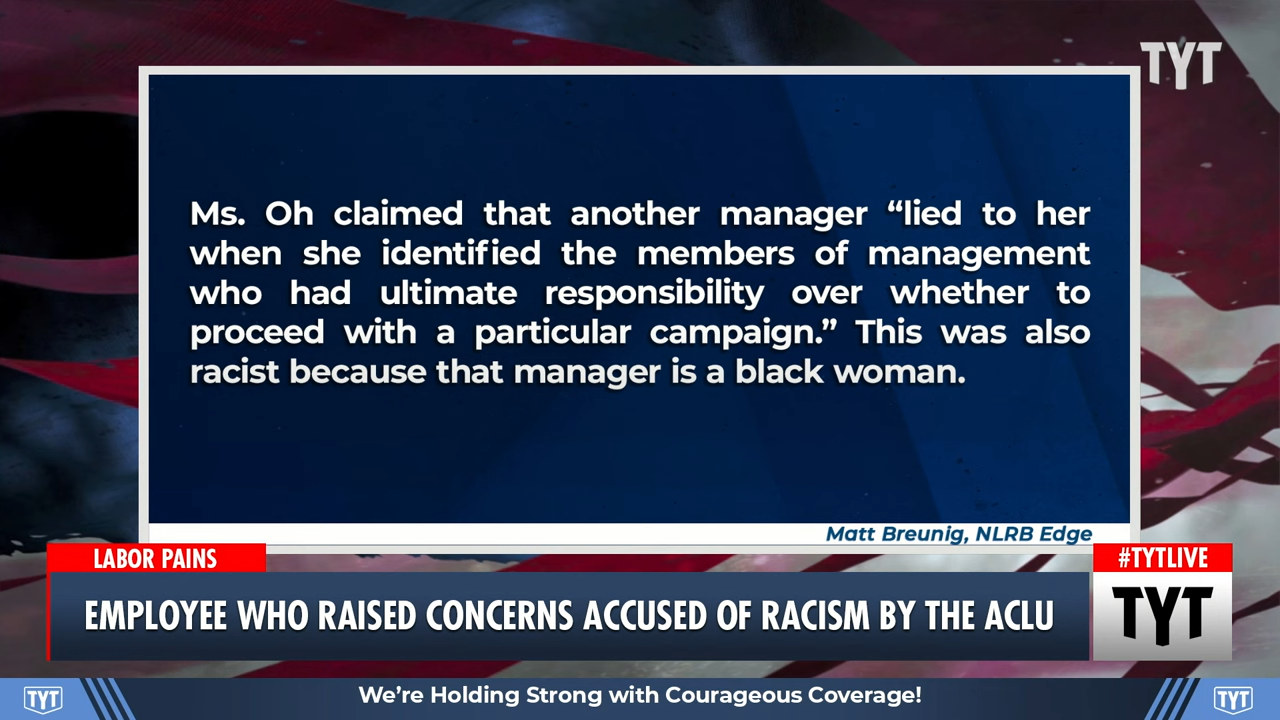 TYT
Ms. Oh claimed that another manager “lied to her
when she identified the members of management
who had ultimate responsibility over whether to
proceed with a particular campaign.” This was also
racist because that manager is a black woman.
Matt Breunig, NLRB Edge
LABOR PAINS
#TYTLIVE
EMPLOYEE WHO RAISED CONCERNS ACCUSED OF RACISM BY THE ACLU
TYT
TYT
We’re Holding Strong with Courageous Coverage!
TYT